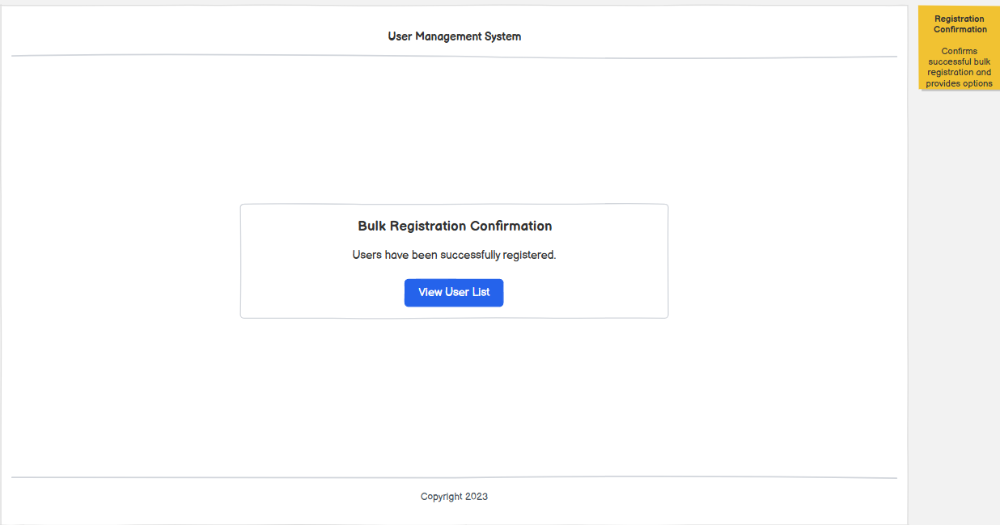 User Management System
Registration
Confirmation
Confirms
successful bulk
registration and
provides options
Bulk Registration Confirmation
Users have been successfully registered.
View User List
Copyright 2023